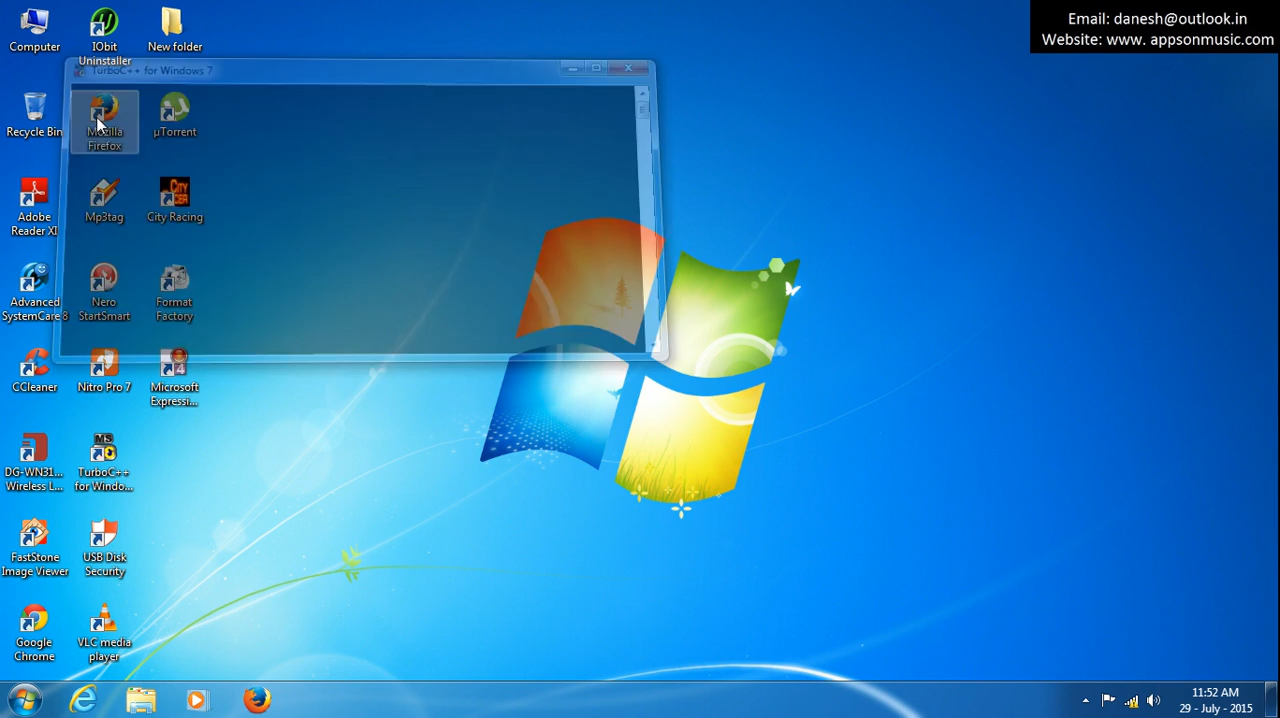 Email: danesh@outlook.in
Website: www. appsonmusic.com
Computer
IObit
Uninstaller
New folder
TurboC++ for Windows 7
Recycle Bin
Mozilla
Firefox
µTorrent
Adobe
Reader XI
Mp3tag
City Racing
CITY
Advanced
SystemCare 8
Nero
StartSmart
Format
Factory
CCleaner
Nitro Pro 7
4
Microsoft
Expressi...
DG-WN31...
Wireless L...
MS
TurboC++
for Windo...
FastStone
Image Viewer
USB Disk
Security
Google
Chrome
VLC media
player
11:52 AM
29 - July - 2015